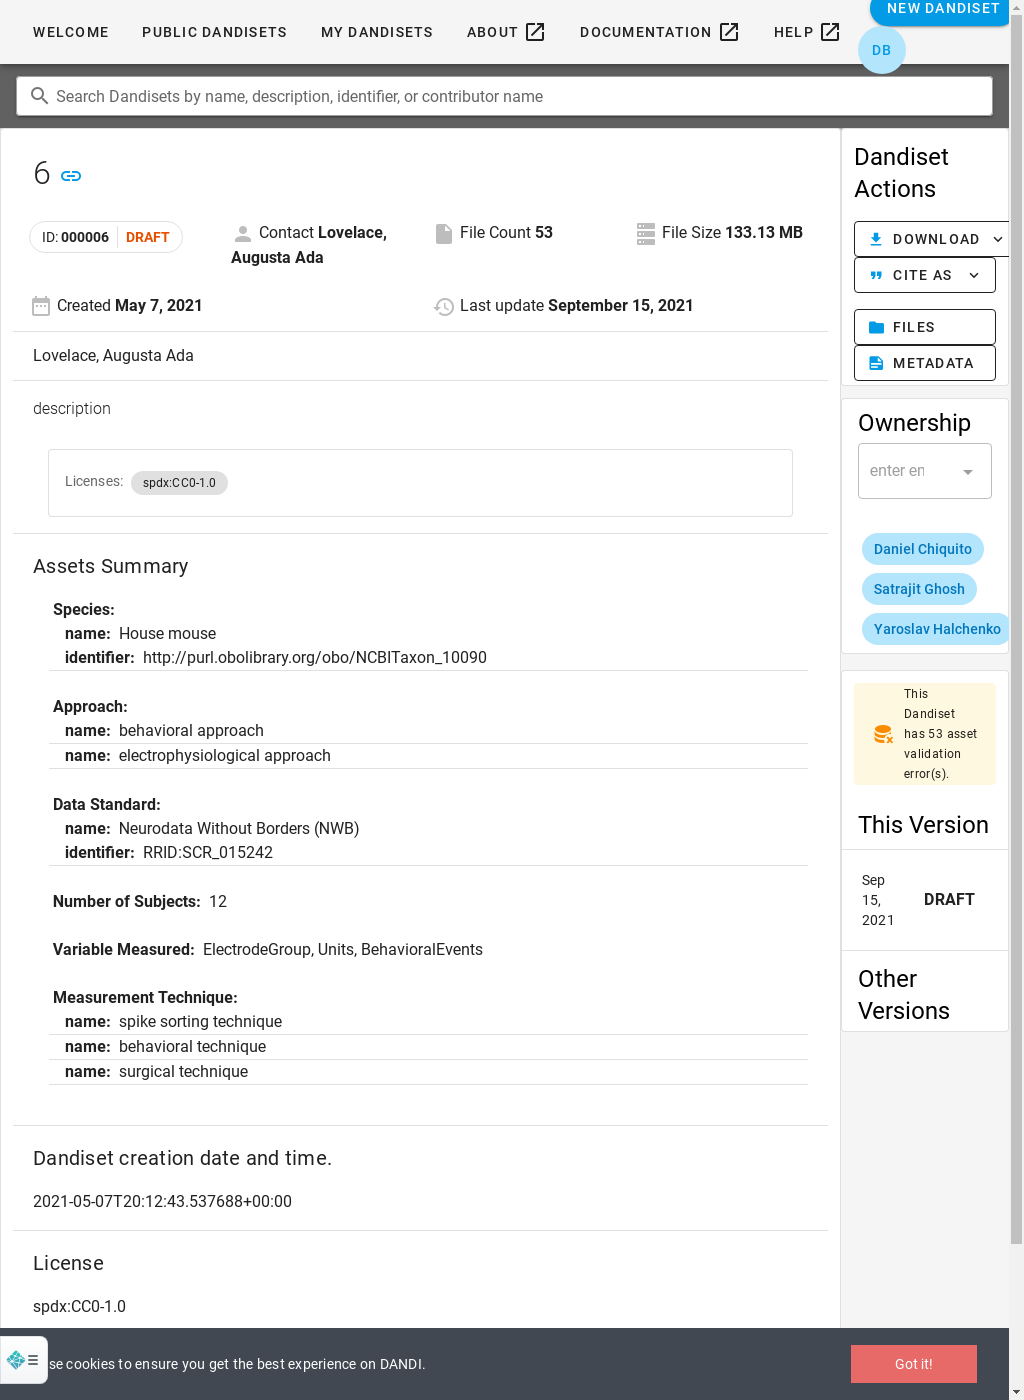 WELCOME PUBLIC DANDISETS MY DANDISETS ABOUT DOCUMENTATION HELP NEW DANDISET
DB
Search Dandisets by name, description, identifier, or contributor name
6
ID: 000006 DRAFT
Contact Lovelace,
Augusta Ada
File Count 53
File Size 133.13 MB
Created May 7, 2021
Last update September 15, 2021
Lovelace, Augusta Ada
description
Licenses: spdx:CC0-1.0
Assets Summary
Species:
name: House mouse
identifier: http://purl.obolibrary.org/obo/NCBITaxon_10090
Approach:
name: behavioral approach
name: electrophysiological approach
Data Standard:
name: Neurodata Without Borders (NWB)
identifier: RRID:SCR_015242
Number of Subjects: 12
Variable Measured: ElectrodeGroup, Units, BehavioralEvents
Measurement Technique:
name: spike sorting technique
name: behavioral technique
name: surgical technique
Dandiset creation date and time.
2021-05-07T20:12:43.537688+00:00
License
spdx:CC0-1.0
Dandiset
Actions
DOWNLOAD
CITE AS
FILES
METADATA
Ownership
enter en
Daniel Chiquito
Satrajit Ghosh
Yaroslav Halchenko
This
Dandiset
has 53 asset
validation
error(s).
This Version
Sep
15,
2021
DRAFT
Other
Versions
se cookies to ensure you get the best experience on DANDI.
Got it!